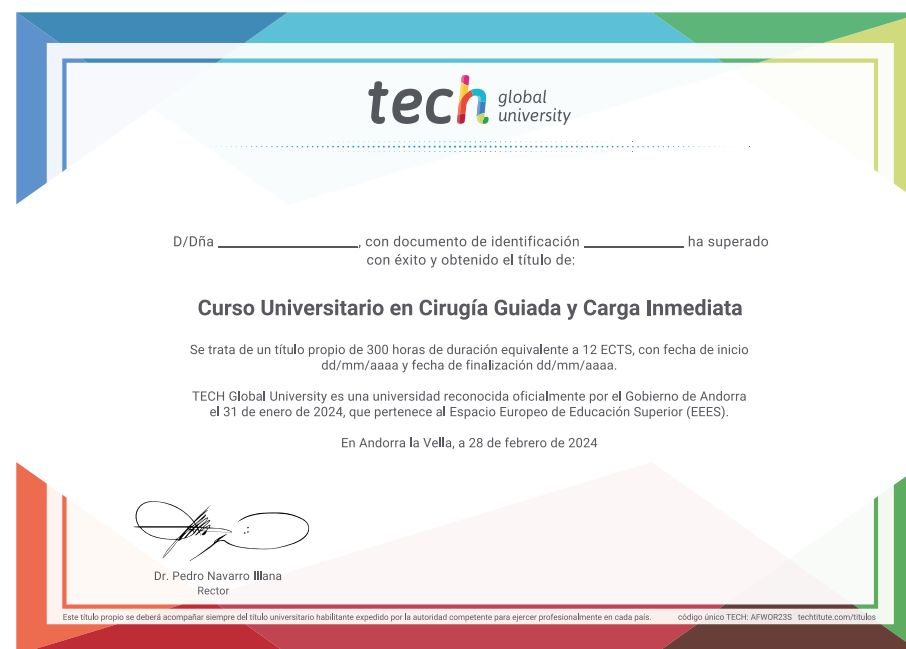 tech global university
D/Dña ____________________, con documento de identificación ______________ ha superado
con éxito y obtenido el título de:
Curso Universitario en Cirugía Guiada y Carga Inmediata
Se trata de un título propio de 300 horas de duración equivalente a 12 ECTS, con fecha de inicio
dd/mm/aaaa y fecha de finalización dd/mm/aaaa.
TECH Global University es una universidad reconocida oficialmente por el Gobierno de Andorra
el 31 de enero de 2024, que pertenece al Espacio Europeo de Educación Superior (EEES).
En Andorra la Vella, a 28 de febrero de 2024
Dr. Pedro Navarro Illana
Rector
Este título propio se deberá acompañar siempre del título universitario habilitante expedido por la autoridad competente para ejercer profesionalmente en cada país. código único TECH: AFWOR23S techtitute.com/titulos